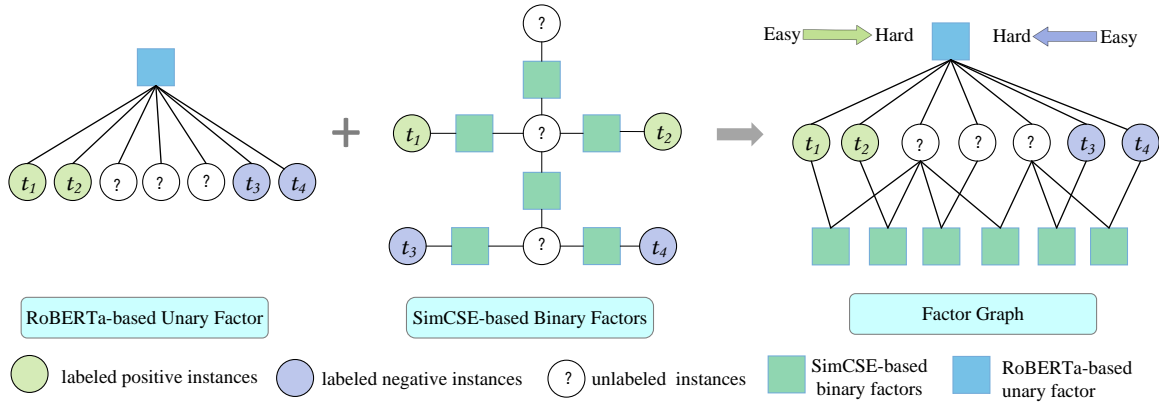 Easy Hard Hard Easy
?
t1 ? t2
t1 t2 ? ? ? t3 t4
+
?
t3 ? t4
t1 t2 ? ? ? t3 t4
RoBERTa-based Unary Factor
SimCSE-based Binary Factors
Factor Graph
labeled positive instances
labeled negative instances
? unlabeled instances
SimCSE-based
binary factors
RoBERTa-based
unary factor